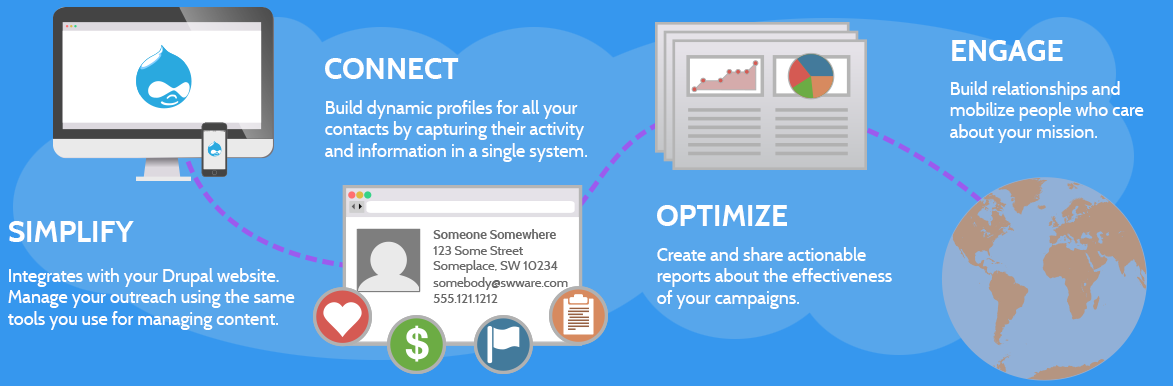 SIMPLIFY
Integrates with your Drupal website.
Manage your outreach using the same
tools you use for managing content.
CONNECT
Build dynamic profiles for all your
contacts by capturing their activity
and information in a single system.
Someone Somewhere
123 Some Street
Someplace, SW 10234
somebody@swware.com
555.121.1212
$
OPTIMIZE
Create and share actionable
reports about the effectiveness
of your campaigns.
ENGAGE
Build relationships and
mobilize people who care
about your mission.